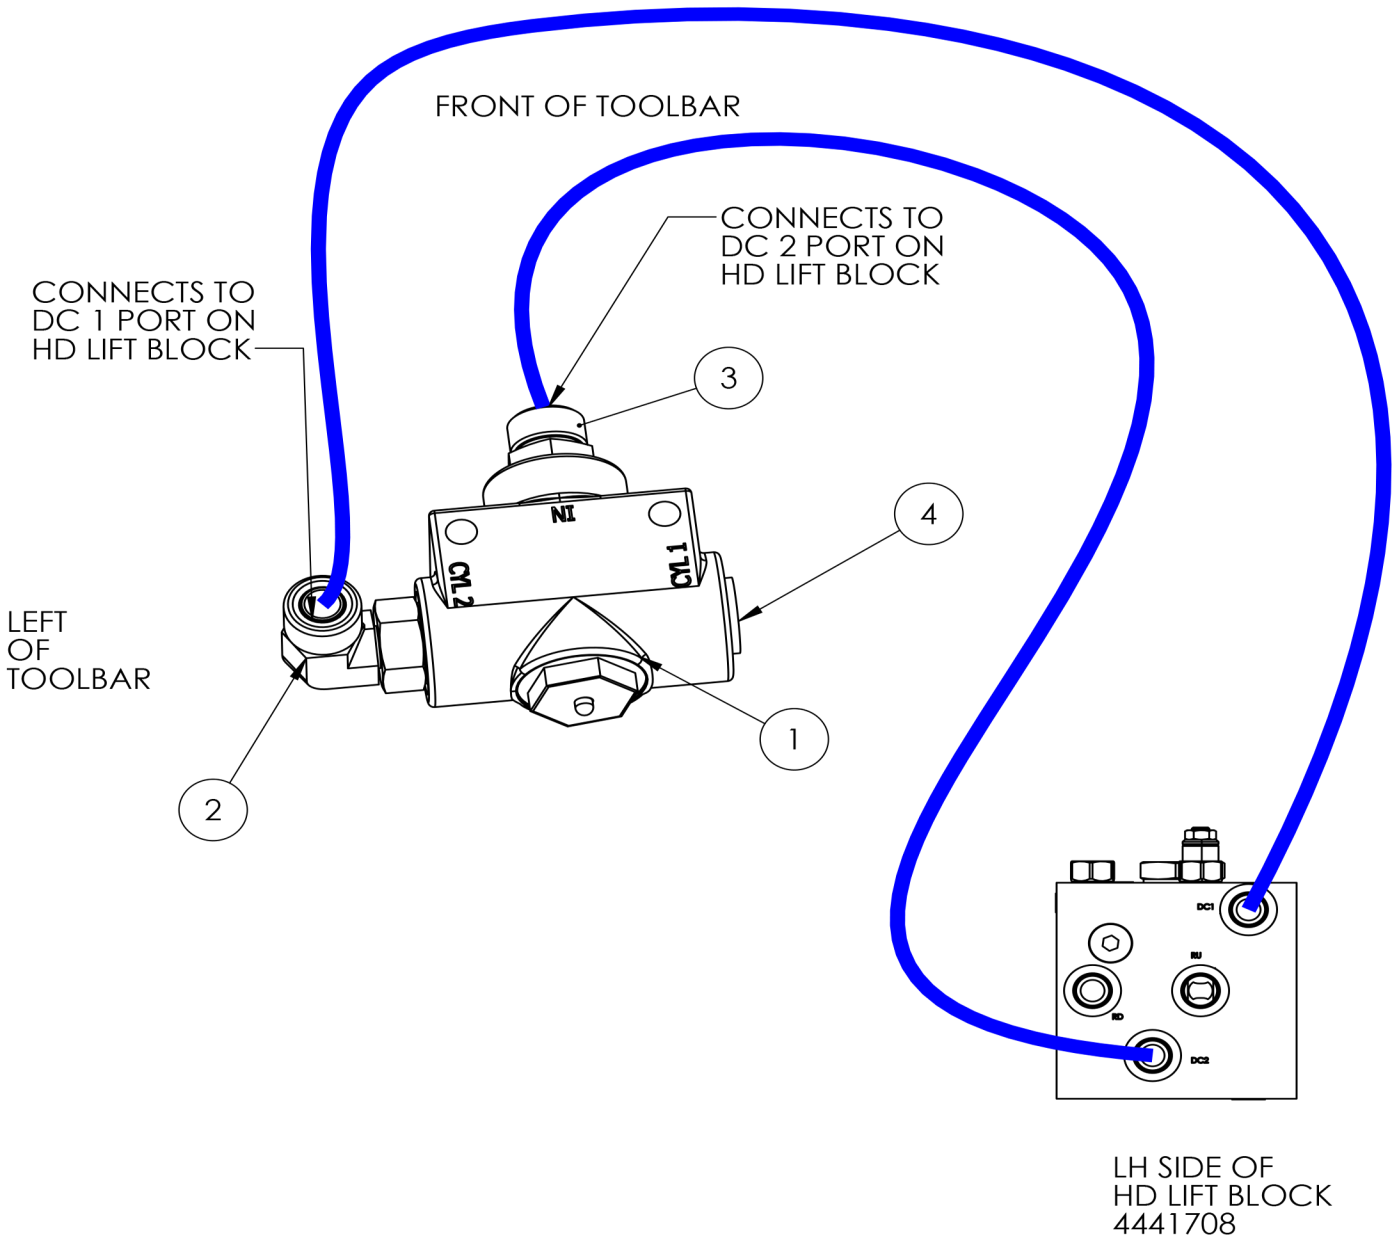 FRONT OF TOOLBAR
CONNECTS TO
DC 2 PORT ON
HD LIFT BLOCK
CONNECTS TO
DC 1 PORT ON
HD LIFT BLOCK
3
4
IN
CYL 2
CYL 1
LEFT
OF
TOOLBAR
1
2
DC1
RU
RD
DC2
LH SIDE OF
HD LIFT BLOCK
4441708